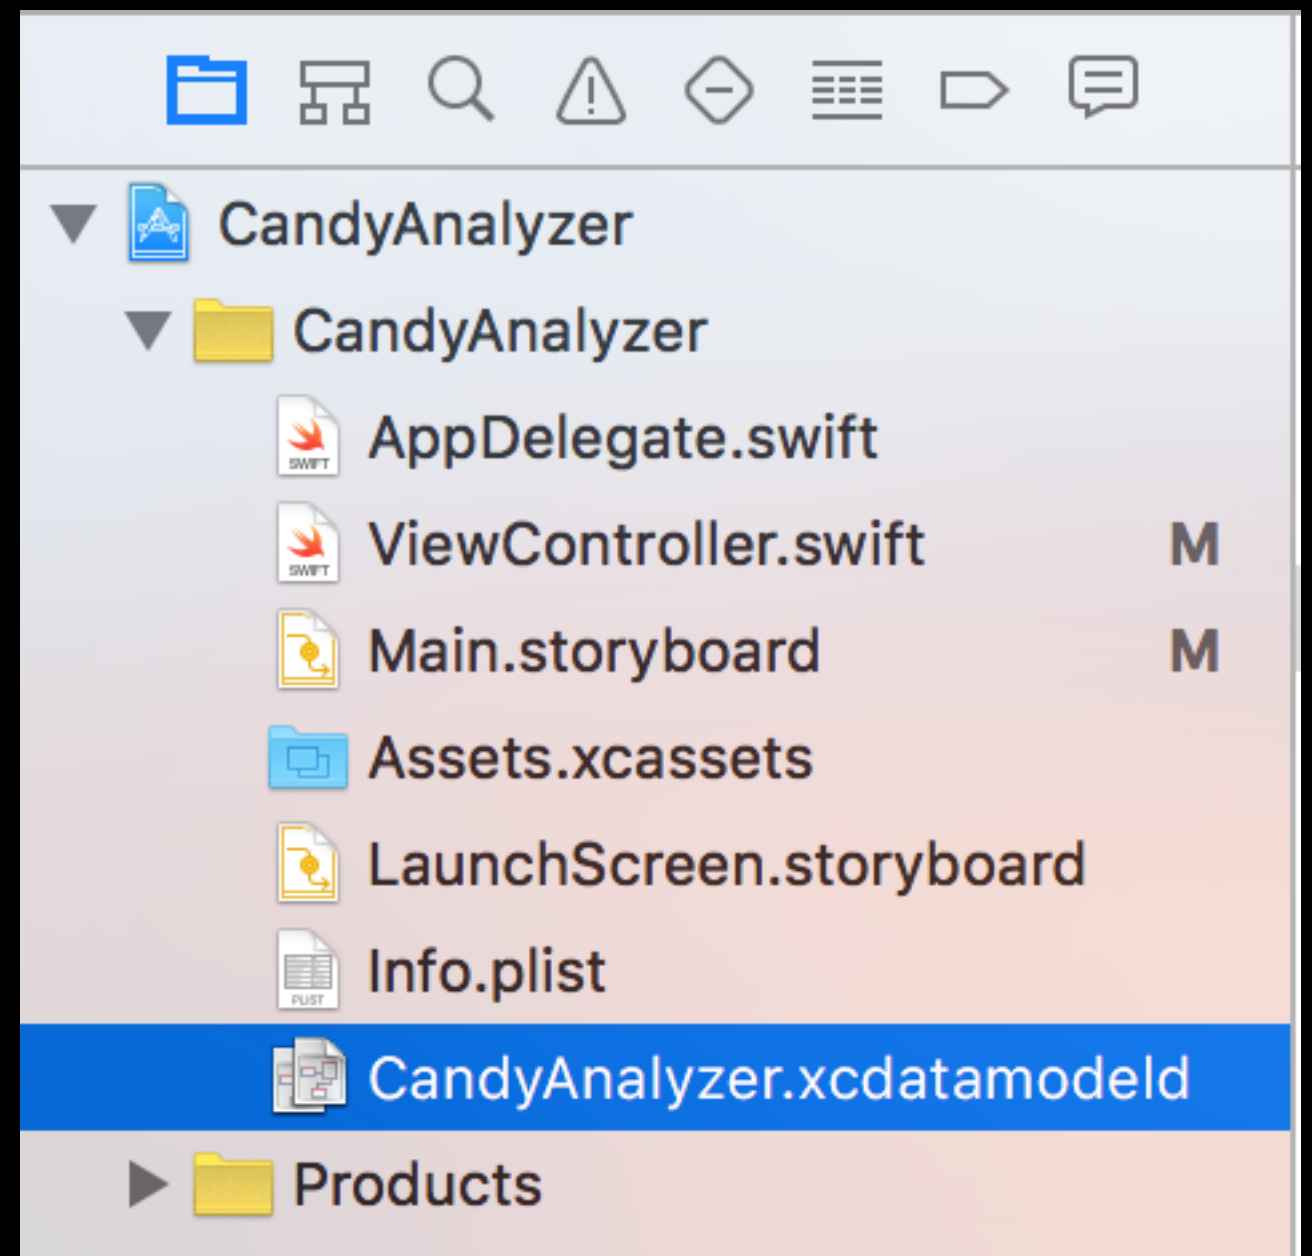 CandyAnalyzer
CandyAnalyzer
SWIFT AppDelegate.swift
SWIFT ViewController.swift M
Main.storyboard M
Assets.xcassets
LaunchScreen.storyboard
PLIST Info.plist
CandyAnalyzer.xcdatamodeld
Products